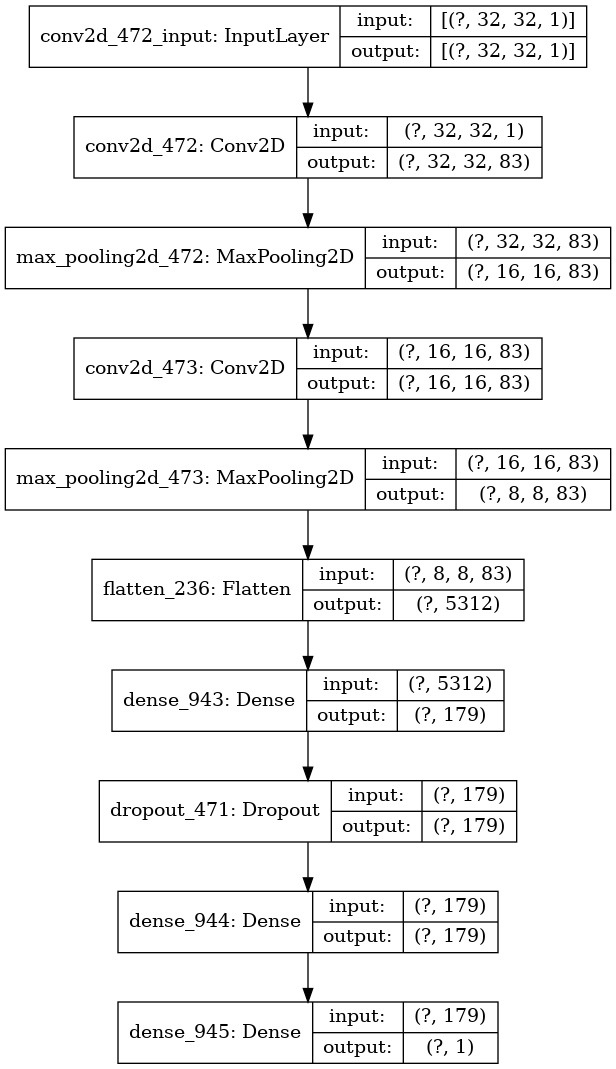 conv2d_472_input: InputLayer
input: [(?, 32, 32, 1)]
output: [(?, 32, 32, 1)]
conv2d_472: Conv2D
input: (?, 32, 32, 1)
output: (?, 32, 32, 83)
max_pooling2d_472: MaxPooling2D
input: (?, 32, 32, 83)
output: (?, 16, 16, 83)
conv2d_473: Conv2D
input: (?, 16, 16, 83)
output: (?, 16, 16, 83)
max_pooling2d_473: MaxPooling2D
input: (?, 16, 16, 83)
output: (?, 8, 8, 83)
flatten_236: Flatten
input: (?, 8, 8, 83)
output: (?, 5312)
dense_943: Dense
input: (?, 5312)
output: (?, 179)
dropout_471: Dropout
input: (?, 179)
output: (?, 179)
dense_944: Dense
input: (?, 179)
output: (?, 179)
dense_945: Dense
input: (?, 179)
output: (?, 1)